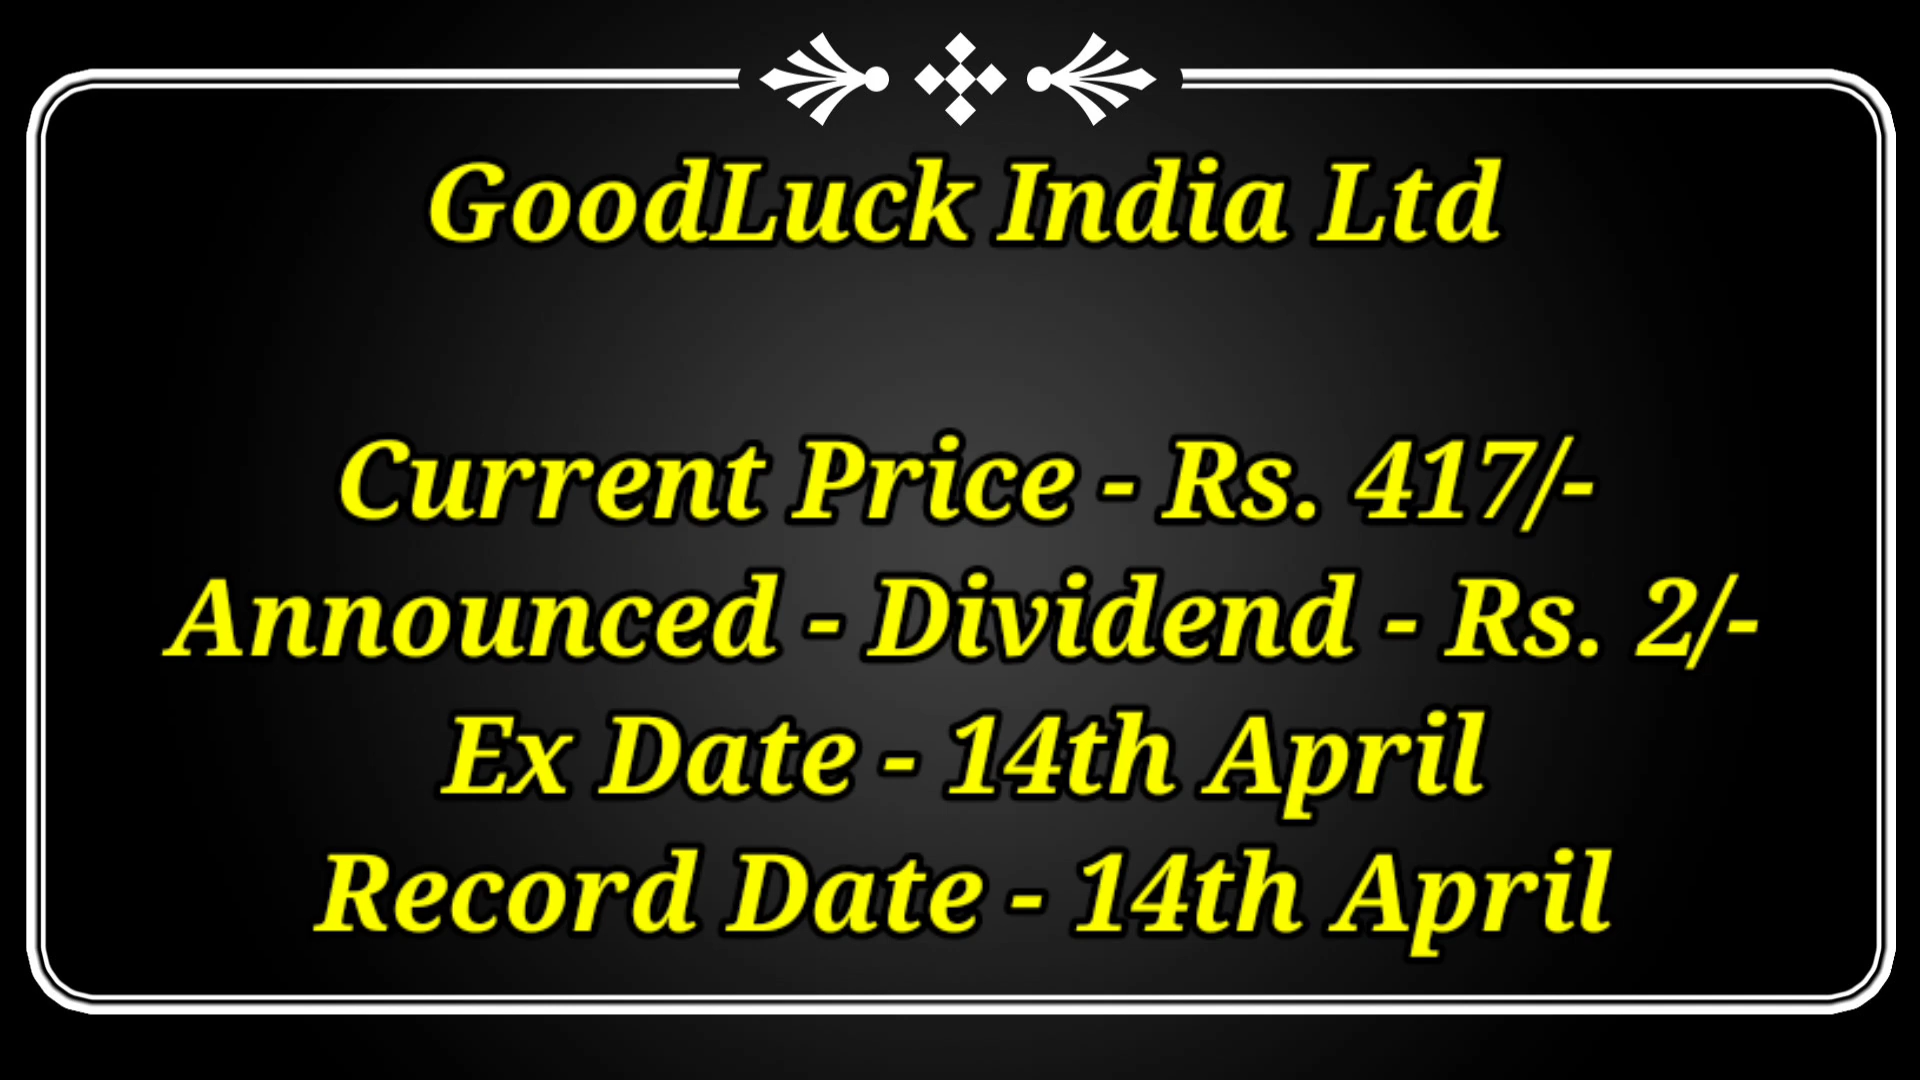 GoodLuck India Ltd
Current Price - Rs. 417/-
Announced - Dividend - Rs. 2/-
Ex Date - 14th April
Record Date - 14th April